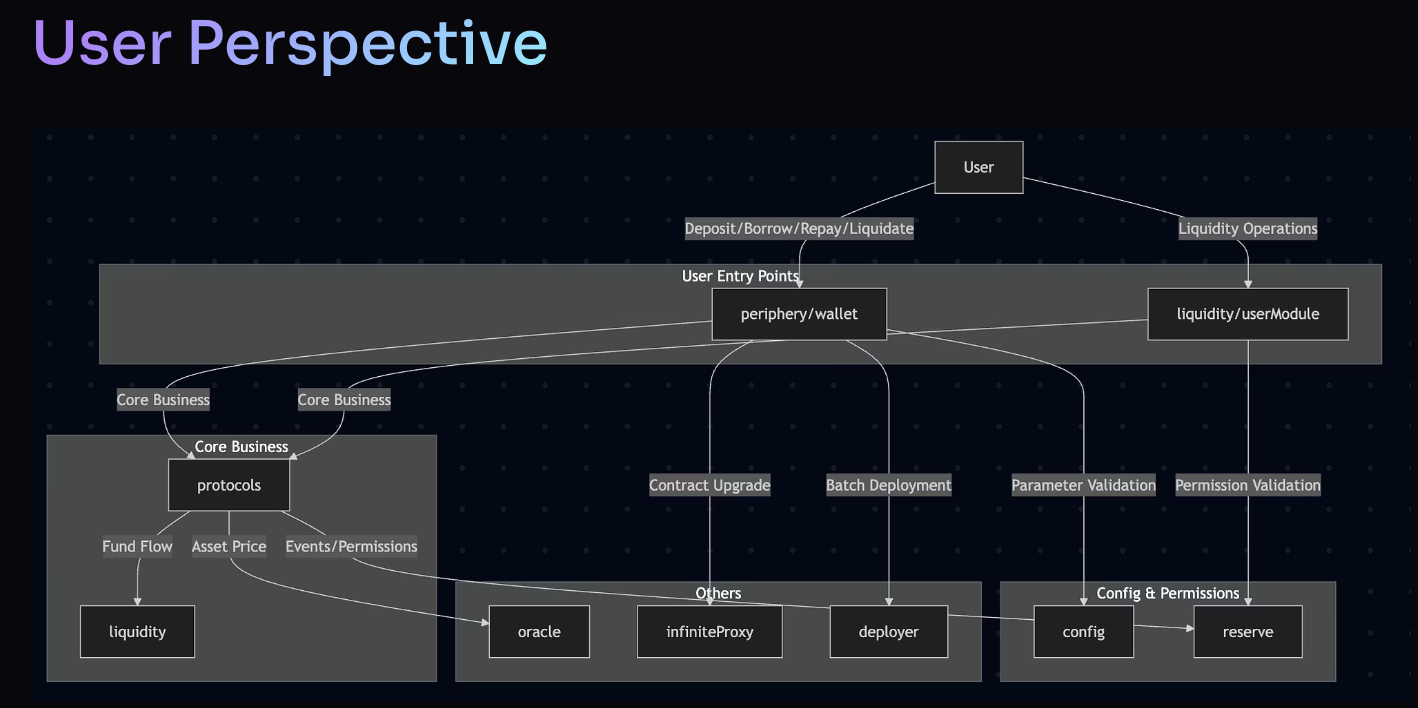 User Perspective
User
Deposit/Borrow/Repay/Liquidate
Liquidity Operations
User Entry Points
periphery/wallet
liquidity/userModule
Core Business
Core Business
Core Business
protocols
Contract Upgrade
Batch Deployment
Parameter Validation
Permission Validation
Fund Flow
Asset Price
Events/Permissions
Others
Config & Permissions
liquidity
oracle
infiniteProxy
deployer
config
reserve